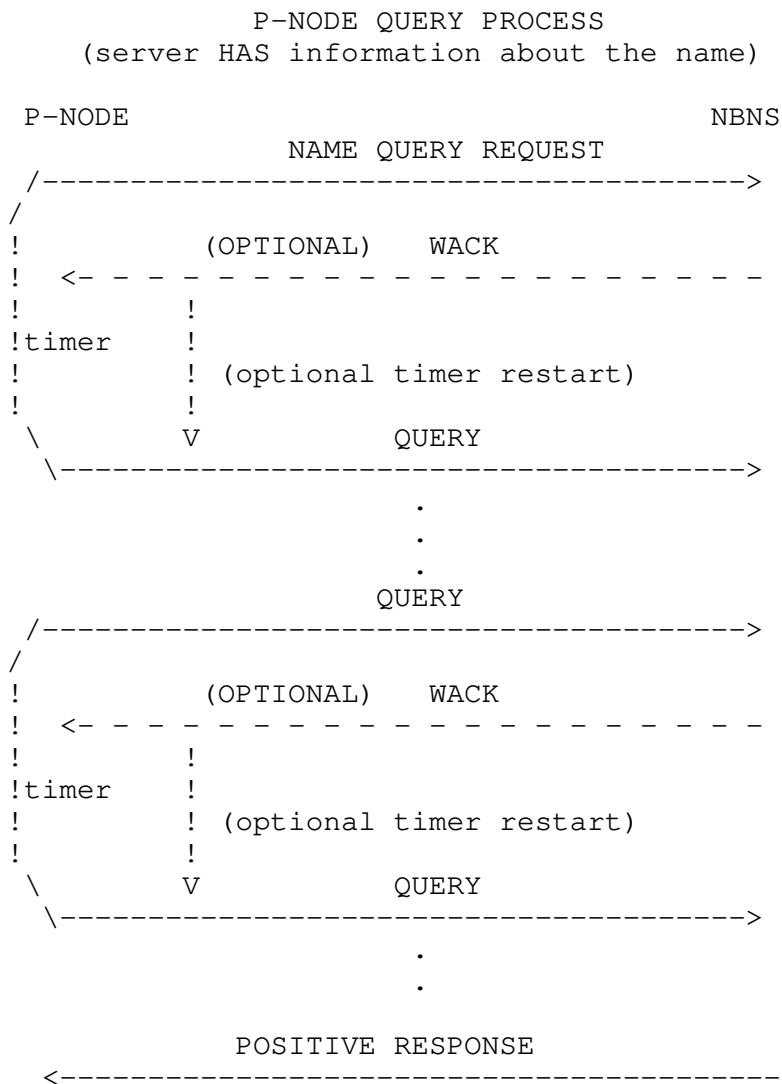 P-NODE QUERY PROCESS
(server HAS information about the name)
P-NODE NBNS
NAME QUERY REQUEST
/---------------------------------------->
/
! (OPTIONAL) WACK
! <- - - - - - - - - - - - - - - - - - - -
! !
!timer !
! ! (optional timer restart)
! !
\ V QUERY
\--------------------------------------->
.
.
.
QUERY
/---------------------------------------->
/
! (OPTIONAL) WACK
! <- - - - - - - - - - - - - - - - - - - -
! !
!timer !
! ! (optional timer restart)
! !
\ V QUERY
\--------------------------------------->
.
.
POSITIVE RESPONSE
<-----------------------------------------